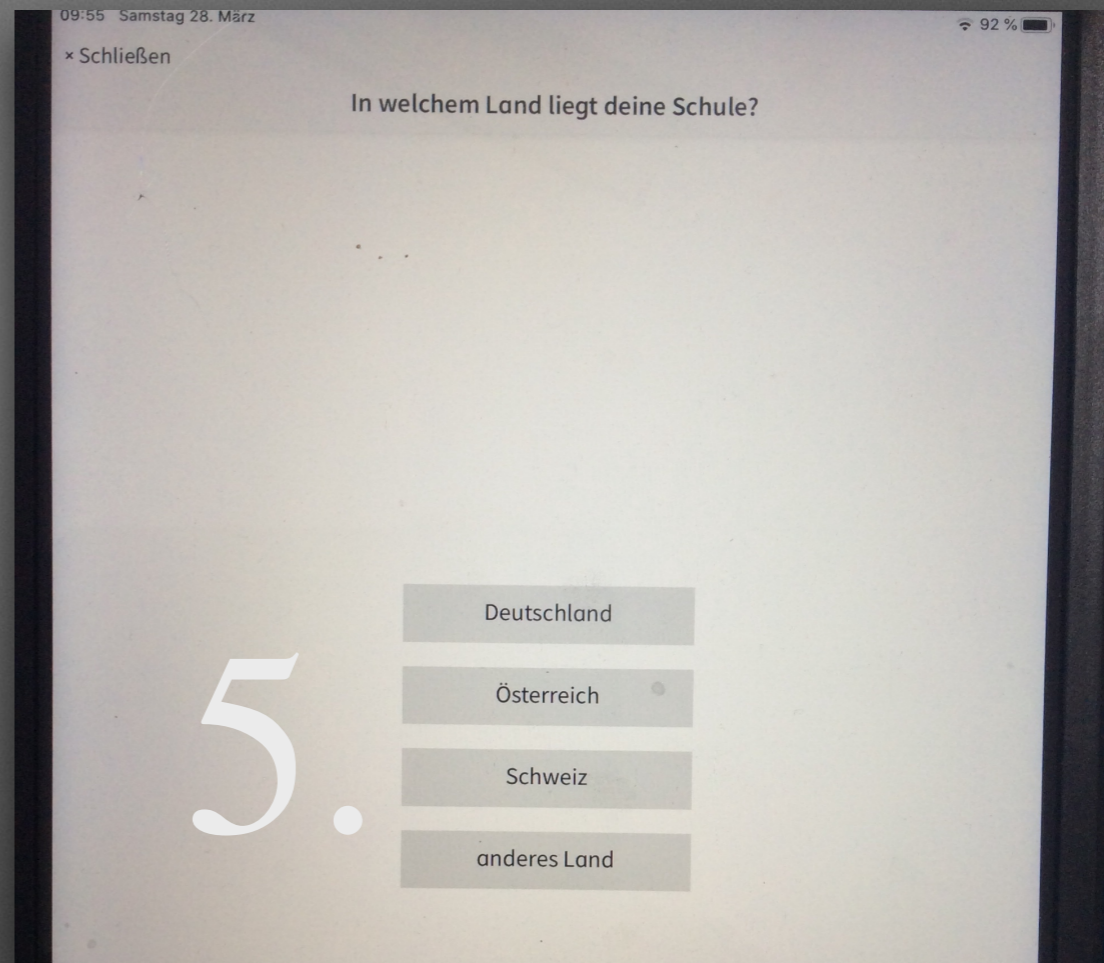 09:55 Samstag 28. März
92 %
× Schließen
In welchem Land liegt deine Schule?
Deutschland
Österreich
Schweiz
anderes Land
5.